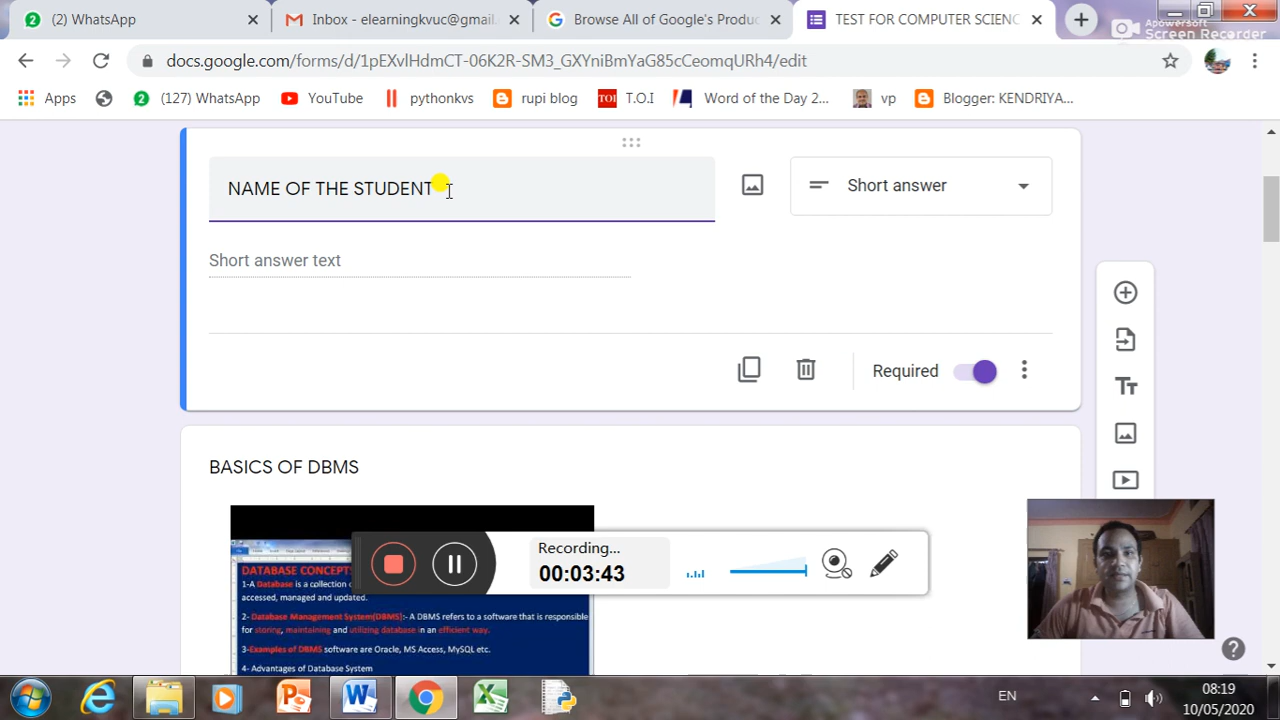 (2) WhatsApp
Inbox - elearningkvuc@gmail.
Browse All of Google's Produc
TEST FOR COMPUTER SCIENC
Apowersoft
Screen Recorder
docs.google.com/forms/d/1pEXvlHdmCT-06K2R-SM3_GXYniBmYaG85cCeomqURh4/edit
Apps
(127) WhatsApp
YouTube
pythonkvs
rupi blog
TOI
T.O.I
Word of the Day 2...
vp
Blogger: KENDRIYA...
NAME OF THE STUDENT
Short answer
Short answer text
Required
BASICS OF DBMS
Recording...
00:03:43
DATABASE CONCEPT
1-A Database is a collection
accessed, managed and updated.
2- Database Management System(DBMS):- A DBMS refers to a software that is responsible
for storing, maintaining and utilizing database in an efficient way.
3-Examples of DBMS software are Oracle, MS Access, MySQL etc.
4- Advantages of Database System
EN
08:19
10/05/2020